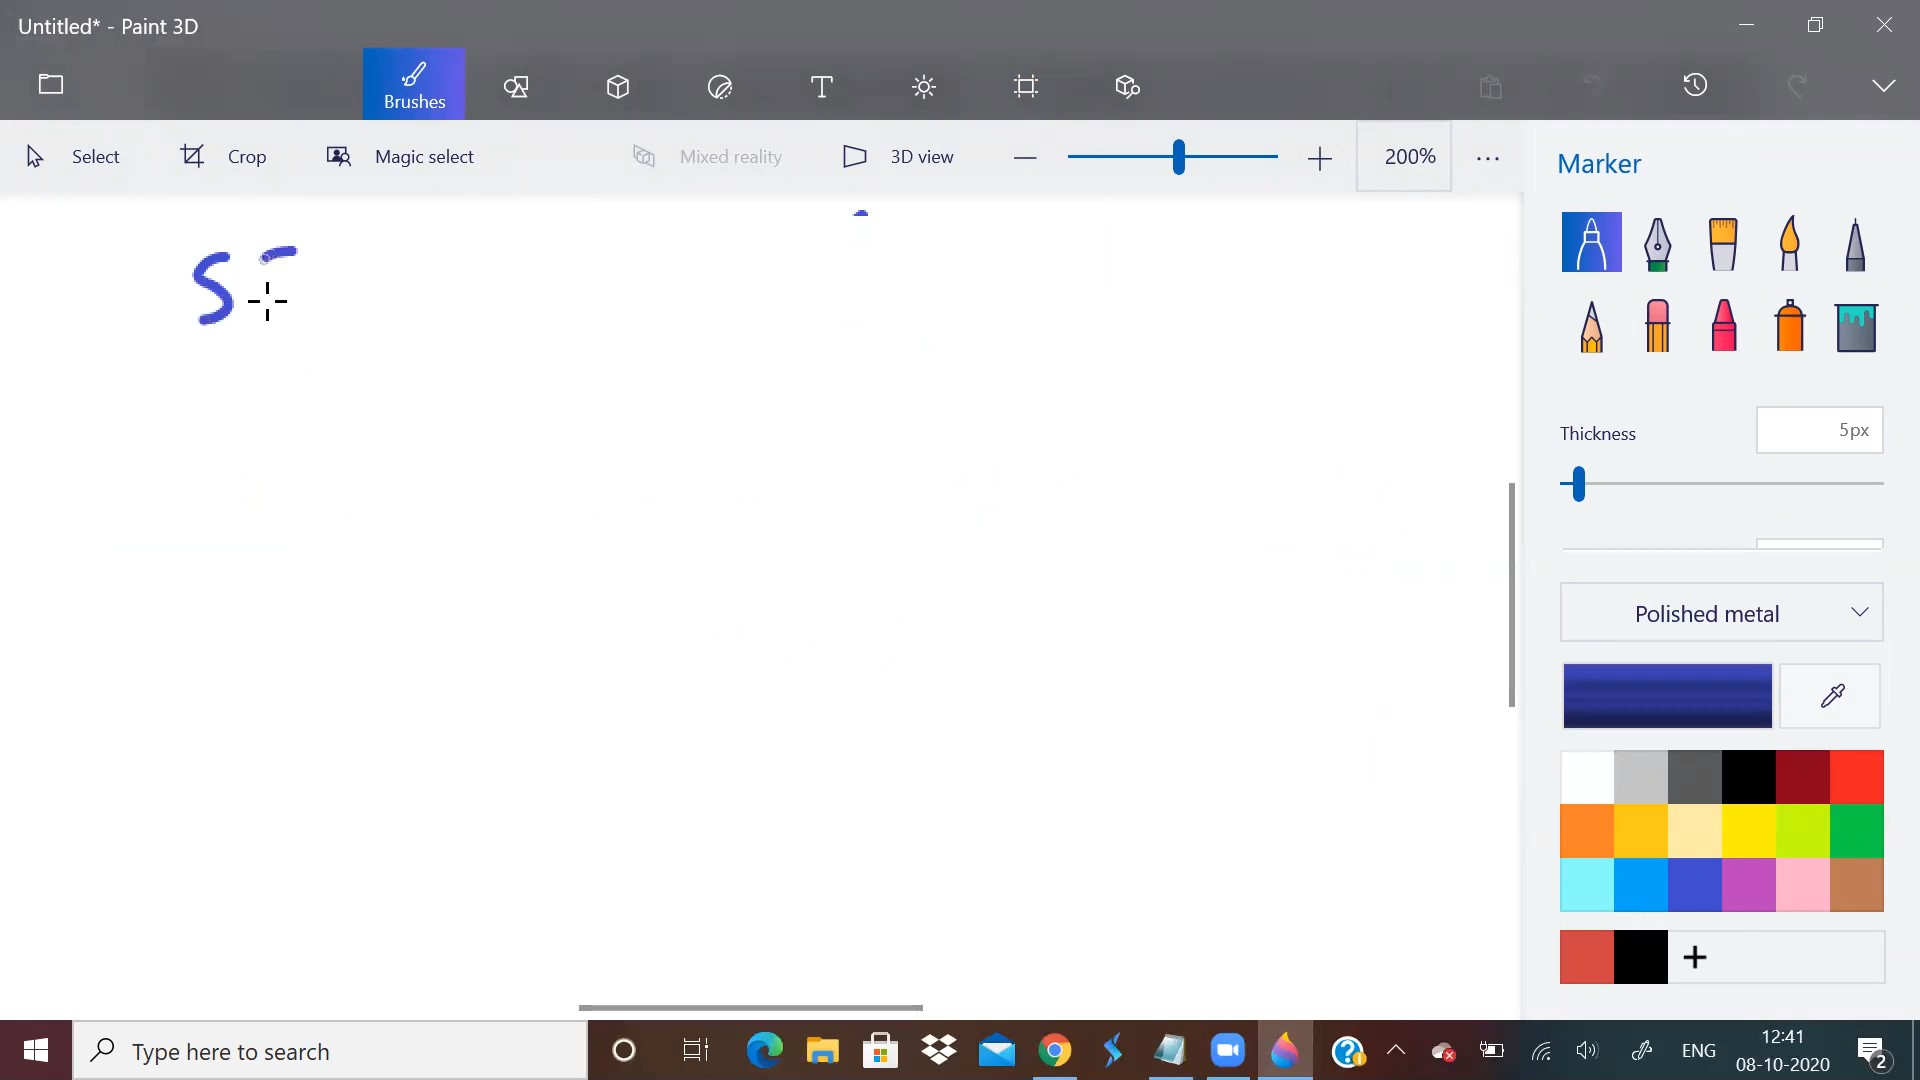 Untitled* - Paint 3D
Brushes
Select Crop Magic select Mixed reality 3D view 200%
Marker
S
Thickness 5px
Polished metal
Type here to search
ENG
12:41
08-10-2020
2